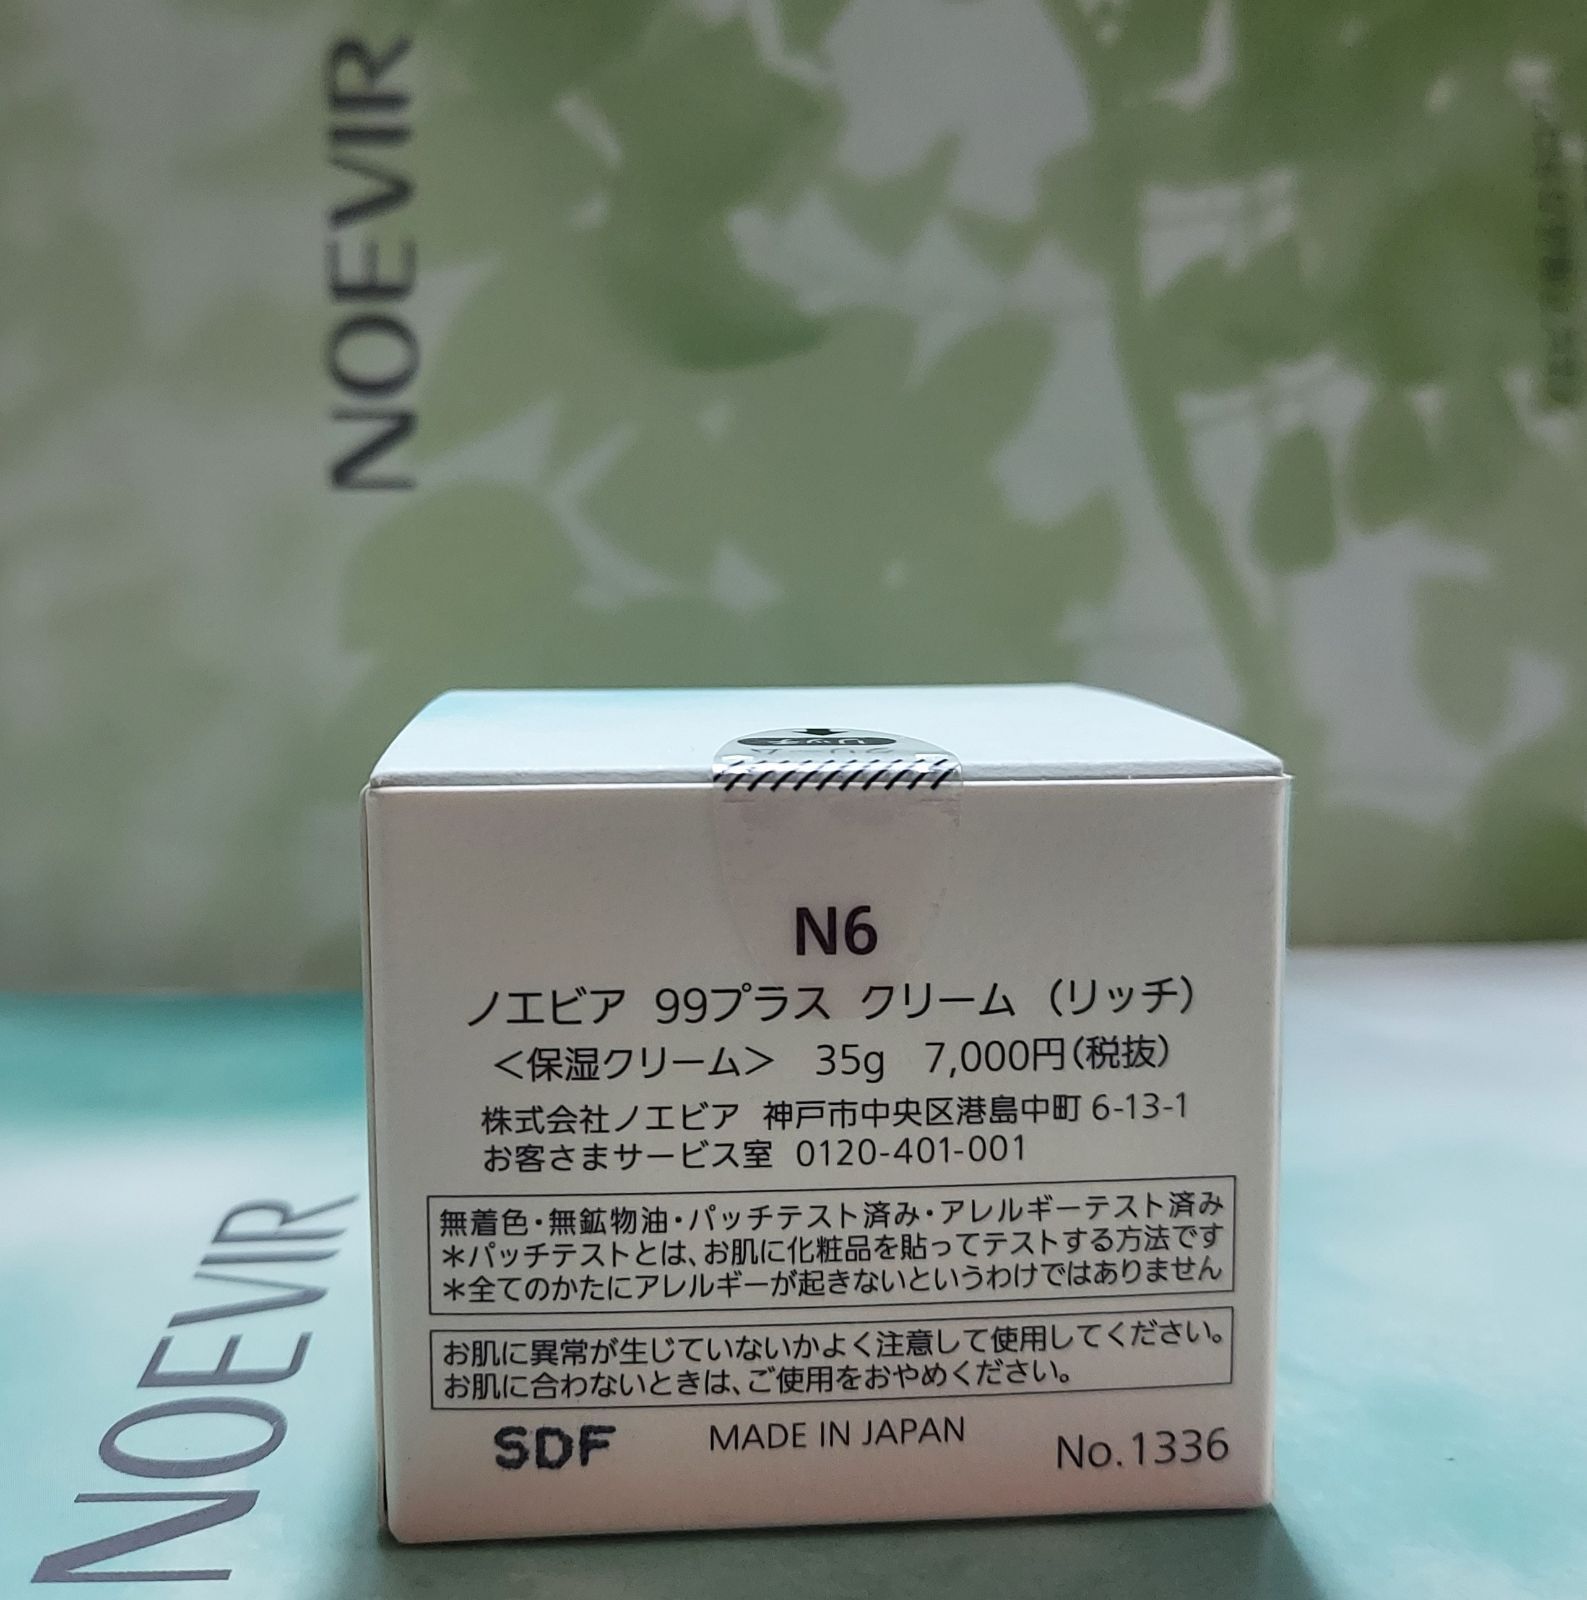 NOEVIR
リッチ
クリーム
N6
ノエビア 99プラス クリーム (リッチ)
<保湿クリーム> 35g 7,000円(税抜)
株式会社ノエビア 神戸市中央区港島中町 6-13-1
お客さまサービス室 0120-401-001
無着色・無鉱物油・パッチテスト済み・アレルギーテスト済み
*パッチテストとは、お肌に化粧品を貼ってテストする方法です
*全てのかたにアレルギーが起きないというわけではありません
お肌に異常が生じていないかよく注意して使用してください。
お肌に合わないときは、ご使用をおやめください。
SDF MADE IN JAPAN No.1336
NOEVIR